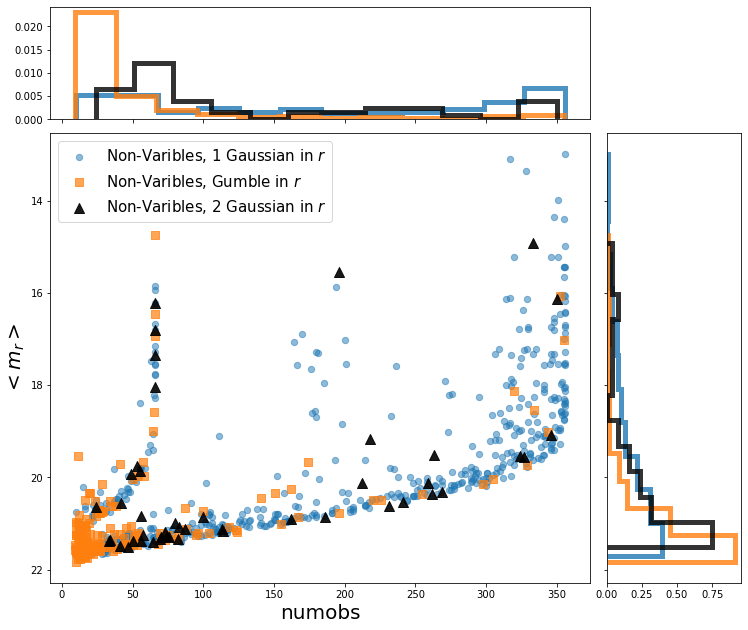 0.020
0.015
0.010
0.005
0.000
Non-Varibles, 1 Gaussian in r
Non-Varibles, Gumble in r
Non-Varibles, 2 Gaussian in r
14
16
18
20
22
< m_r >
0 50 100 150 200 250 300 350
numobs
0.00 0.25 0.50 0.75